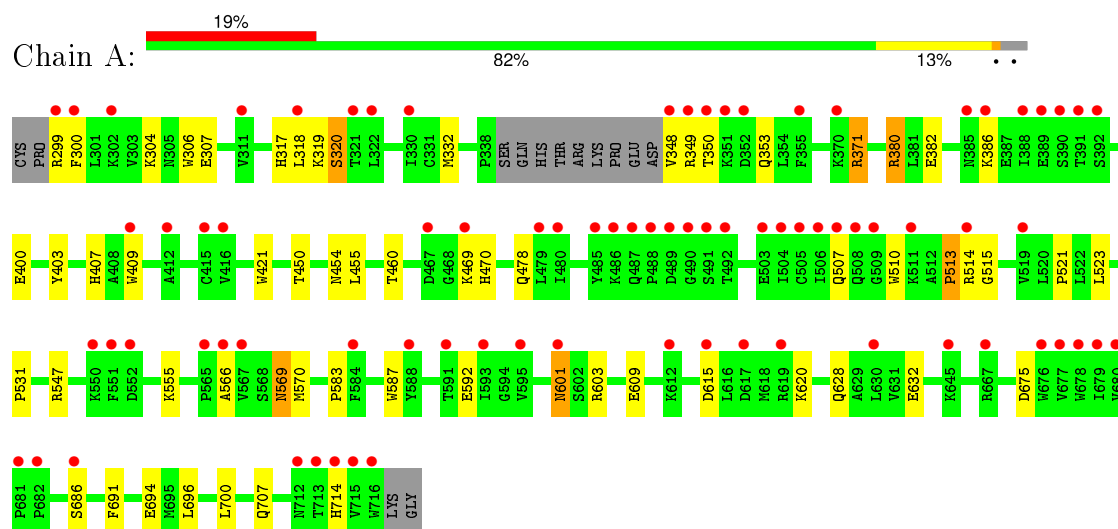 19%
Chain A:
82%
13%
CYS PRO R299 F300 L301 K302 V303 K304 N305 W306 E307 V311 H317 L318 K319 S320 T321 L322 I330 C331 N332 P338 SER GLN HIS THR ARG LYS PRO GLU ASP V348 R349 T350 K351 D352 Q353 L354 F355 K370 R371 R380 L381 E382 N385 K386 E387 I388 E389 S390 T391 S392
E400 Y403 H407 A408 W409 A412 C415 V416 W421 T450 N454 L455 T460 D467 G468 K469 H470 Q478 L479 I480 Y485 K486 Q487 P488 D489 G490 S491 T492 E503 I504 C505 I506 Q507 Q508 G509 W510 K511 A512 P513 R514 G515 V519 L520 P521 L522 L523
P531 R547 K550 F551 D552 K555 P565 A566 V567 S568 N569 M570 P583 F584 W587 Y588 T591 E592 I593 G594 V595 N601 S602 R603 E609 K612 D615 L616 D617 M618 R619 K620 Q628 A629 L630 V631 E632 K645 R667 D675 W676 V677 W678 I679 V680
P681 P682 S686 F691 E694 M695 L696 L700 Q707 N712 T713 H714 V715 W716 LYS GLY